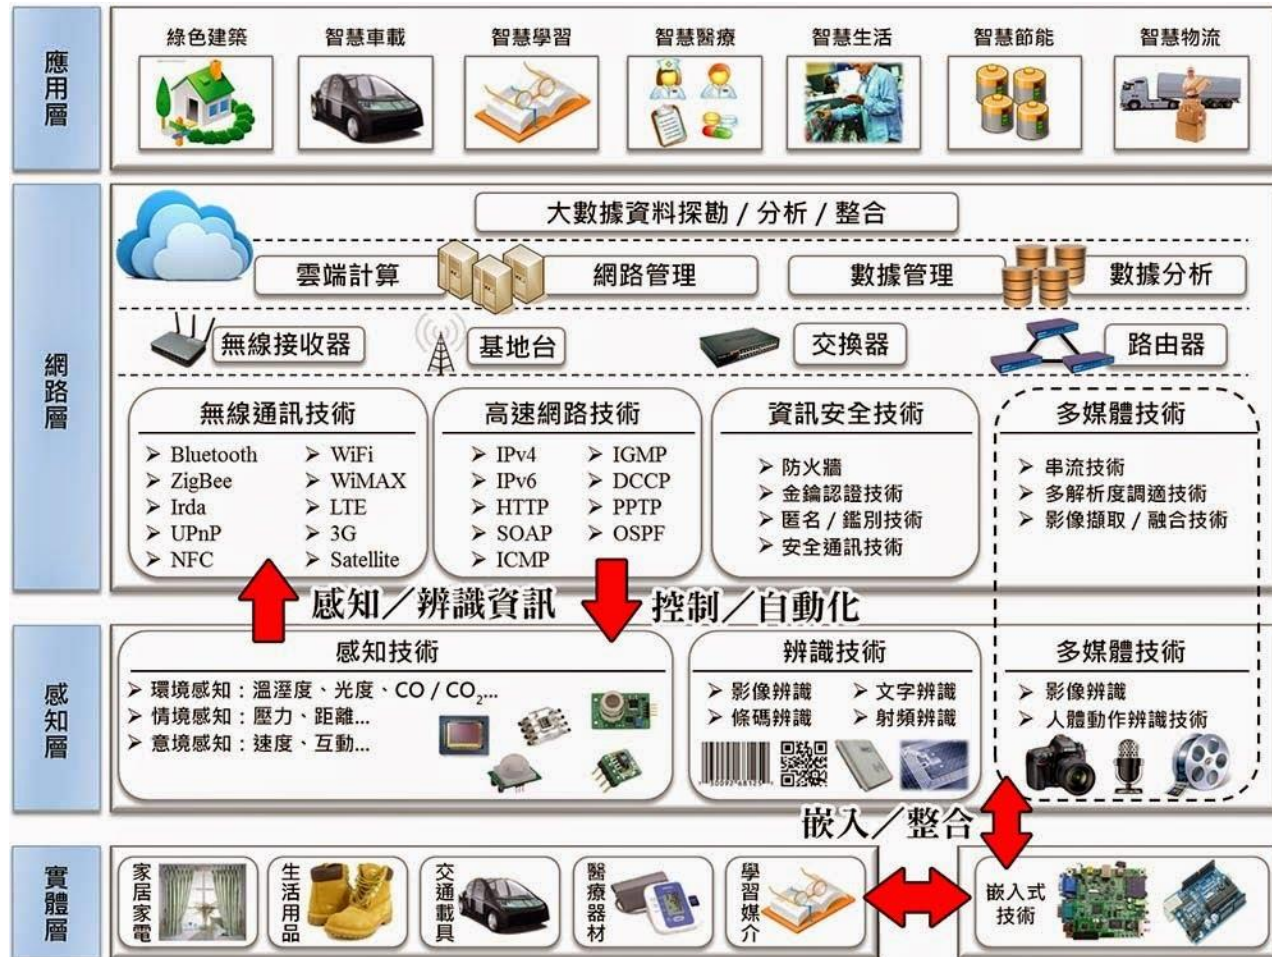 應用層
綠色建築
智慧車載
智慧學習
智慧醫療
智慧生活
智慧節能
智慧物流
網路層
大數據資料探勘 / 分析 / 整合
雲端計算
網路管理
數據管理
數據分析
無線接收器
基地台
交換器
路由器
無線通訊技術
➢ Bluetooth
➢ ZigBee
➢ Irda
➢ UPnP
➢ NFC
➢ WiFi
➢ WiMAX
➢ LTE
➢ 3G
➢ Satellite
高速網路技術
➢ IPv4
➢ IPv6
➢ HTTP
➢ SOAP
➢ ICMP
➢ IGMP
➢ DCCP
➢ PPTP
➢ OSPF
資訊安全技術
➢ 防火牆
➢ 金鑰認證技術
➢ 匿名 / 鑑別技術
➢ 安全通訊技術
多媒體技術
➢ 串流技術
➢ 多解析度調適技術
➢ 影像擷取 / 融合技術
感知／辨識資訊
控制／自動化
感知層
感知技術
➢ 環境感知：溫溼度、光度、CO / CO₂...
➢ 情境感知：壓力、距離...
➢ 意境感知：速度、互動...
辨識技術
➢ 影像辨識
➢ 條碼辨識
➢ 文字辨識
➢ 射頻辨識
多媒體技術
➢ 影像辨識
➢ 人體動作辨識技術
嵌入／整合
實體層
家居家電
生活用品
交通載具
醫療器材
學習媒介
嵌入式
技術